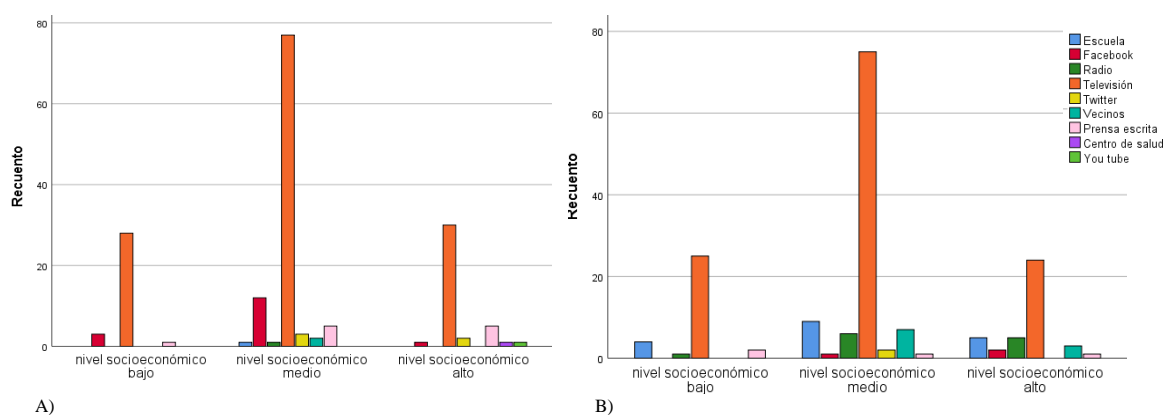 Recuento
80
60
40
20
0
nivel socioeconómico
bajo
nivel socioeconómico
medio
nivel socioeconómico
alto
A)
Recuento
80
60
40
20
0
nivel socioeconómico
bajo
nivel socioeconómico
medio
nivel socioeconómico
alto
Escuela
Facebook
Radio
Televisión
Twitter
Vecinos
Prensa escrita
Centro de salud
You tube
B)